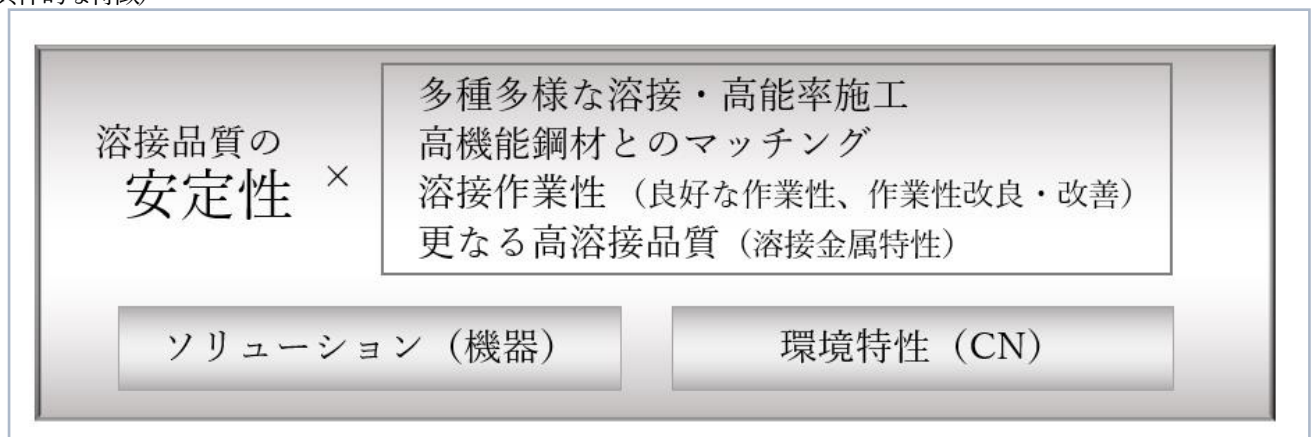 溶接品質の
安定性
×
多種多様な溶接・高能率施工
高機能鋼材とのマッチング
溶接作業性（良好な作業性、作業性改良・改善）
更なる高溶接品質（溶接金属特性）
ソリューション（機器）
環境特性（CN）